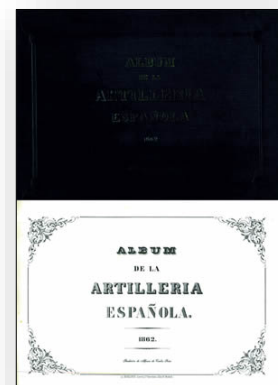 ALBUM
DE LA
ARTILLERIA
ESPAÑOLA
ALBUM
DE LA
ARTILLERIA
ESPAÑOLA.
1862.